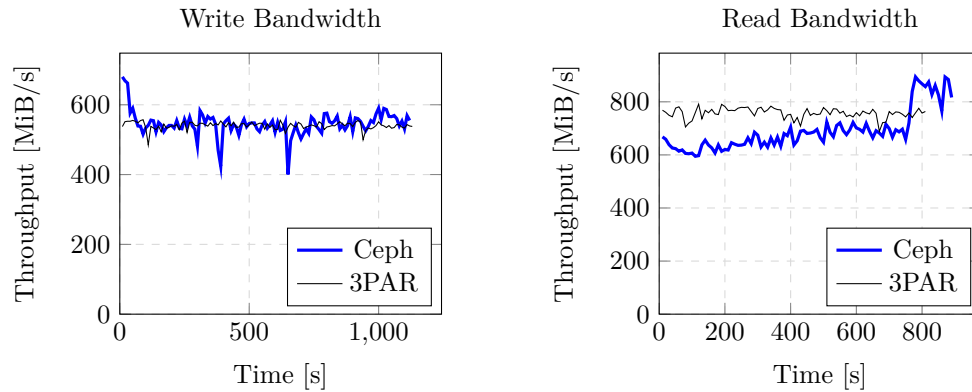 Write Bandwidth
Throughput [MiB/s]
600
400
200
0
0
500
1,000
Time [s]
Ceph
3PAR
Read Bandwidth
Throughput [MiB/s]
800
600
400
200
0
0
200
400
600
800
Time [s]
Ceph
3PAR